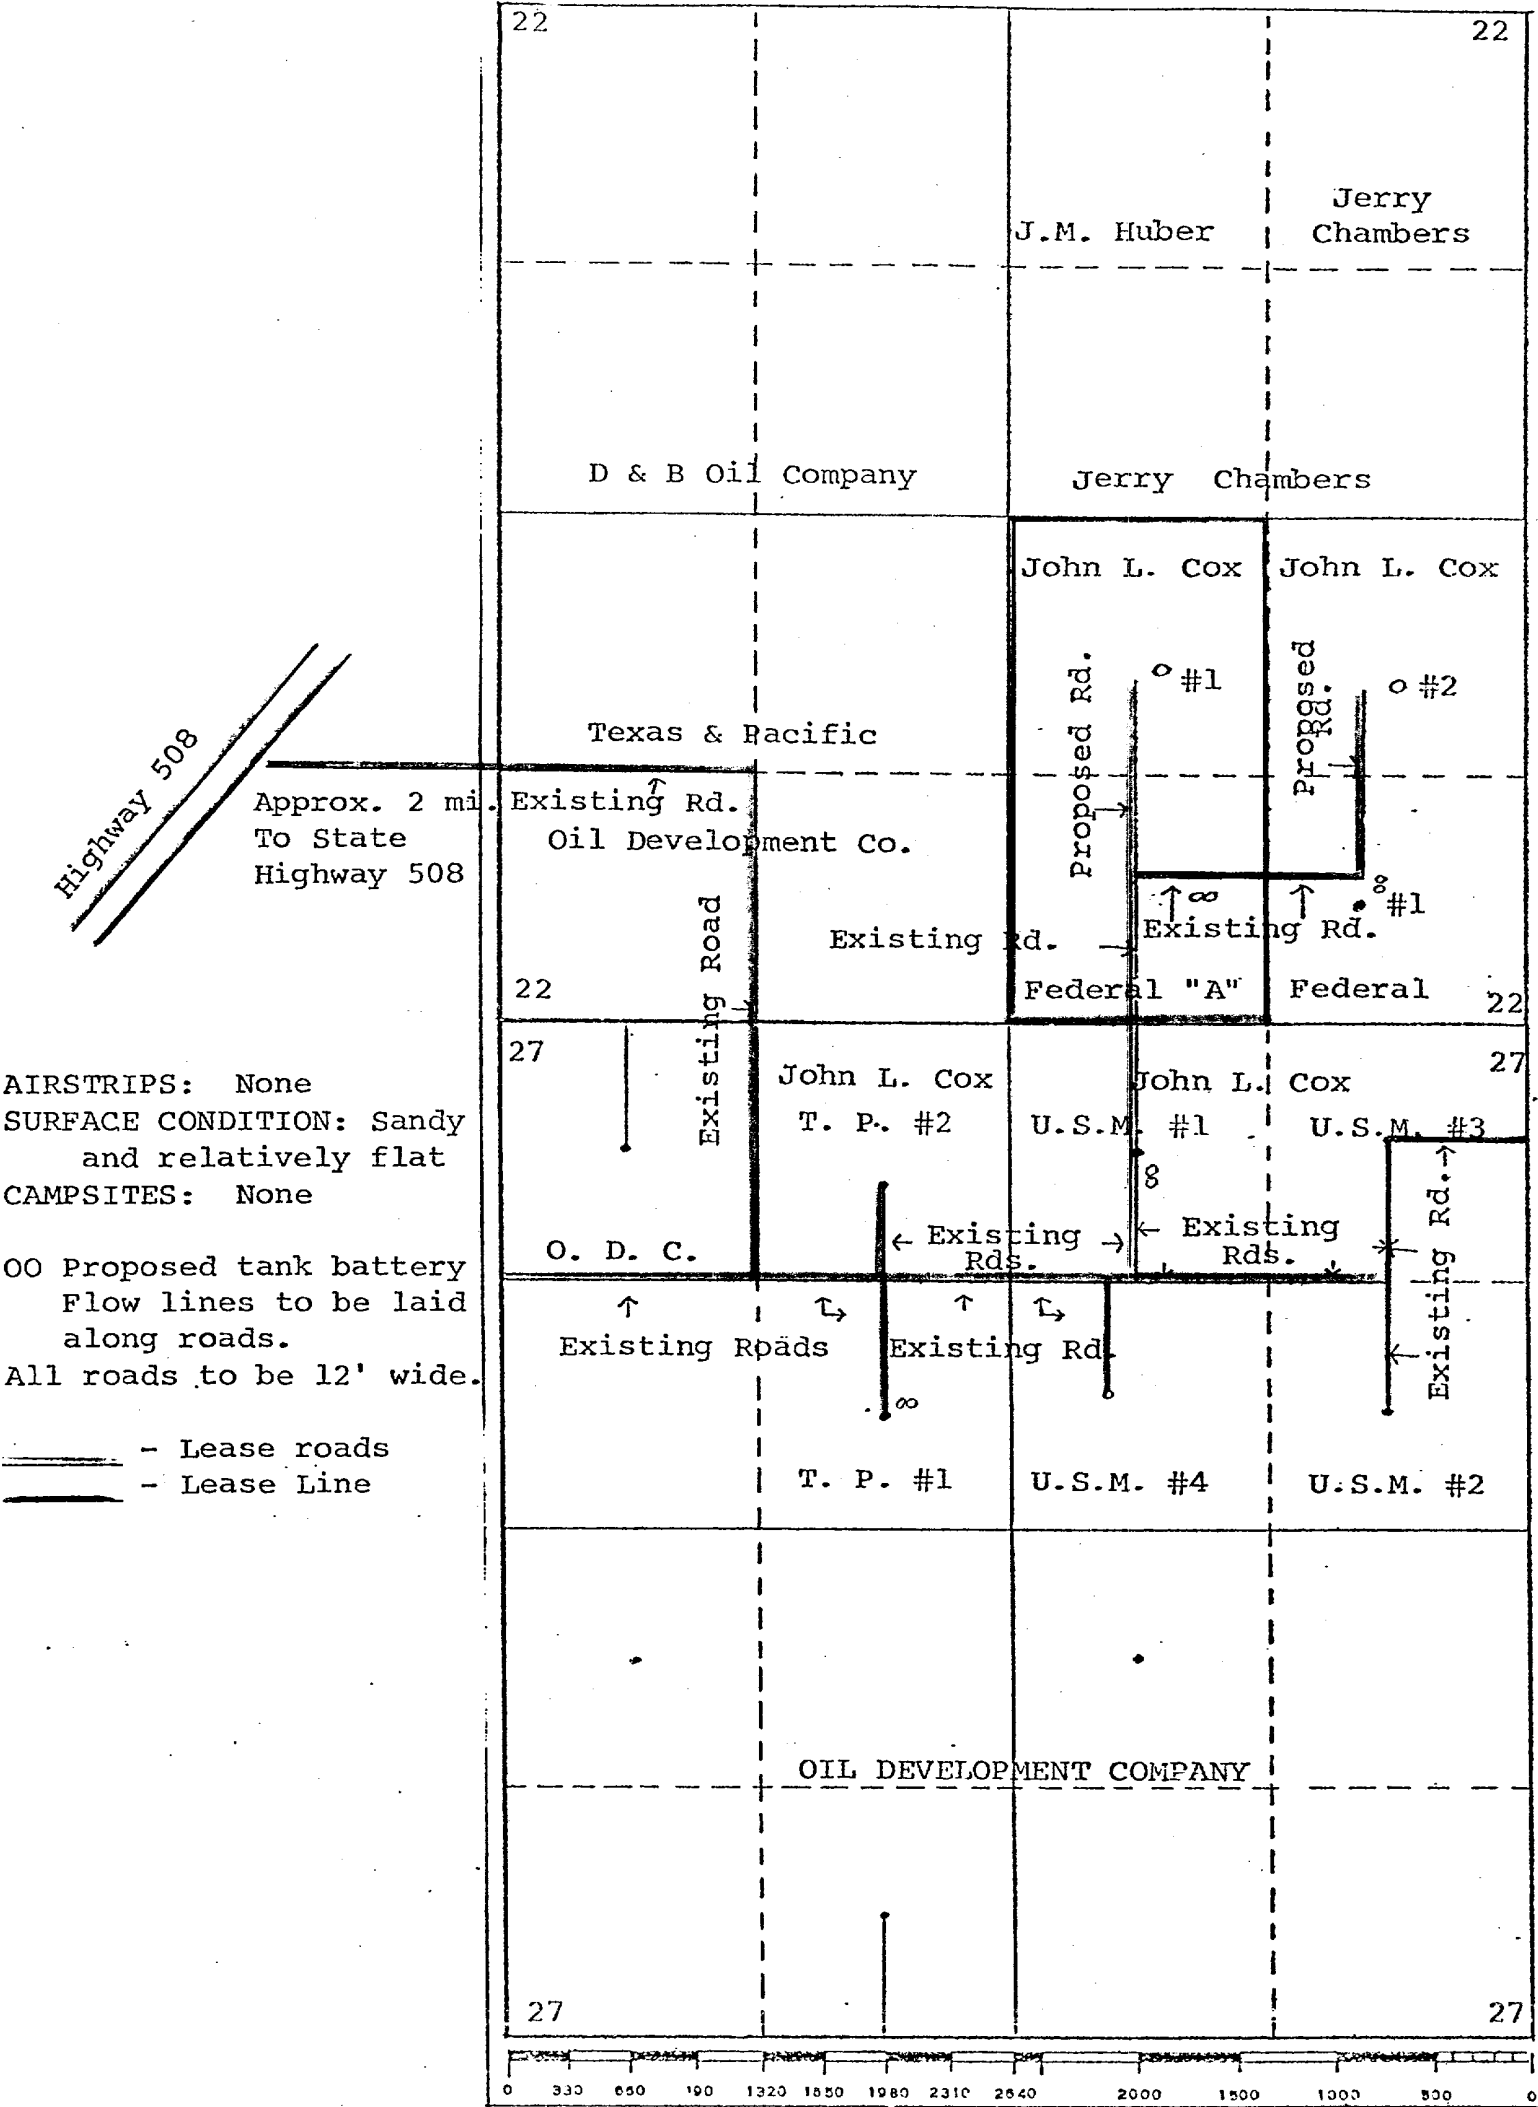 22
22
J.M. Huber
Jerry
Chambers
D & B Oil Company
Jerry Chambers
John L. Cox
John L. Cox
Proposed Rd.
#1
Proposed
Rd.
#2
Highway 508
Texas & Pacific
Approx. 2 mi.
To State
Highway 508
Existing Rd.
Oil Development Co.
Existing Road
Existing Rd.
∞
8
#1
Existing Rd.
22
Federal "A"
Federal
22
27
27
AIRSTRIPS: None
SURFACE CONDITION: Sandy
and relatively flat
CAMPSITES: None
OO Proposed tank battery
Flow lines to be laid
along roads.
All roads to be 12' wide.
- Lease roads
- Lease Line
John L. Cox
T. P. #2
John L. Cox
U.S.M. #1
U.S.M. #3
8
O. D. C.
Existing
Rds.
Existing
Rds.
Existing Rd.
Existing Roads
Existing Rd.
∞
T. P. #1
U.S.M. #4
U.S.M. #2
OIL DEVELOPMENT COMPANY
27
27
0 330 660 190 1320 1650 1980 2310 2640 2000 1500 1000 500 0